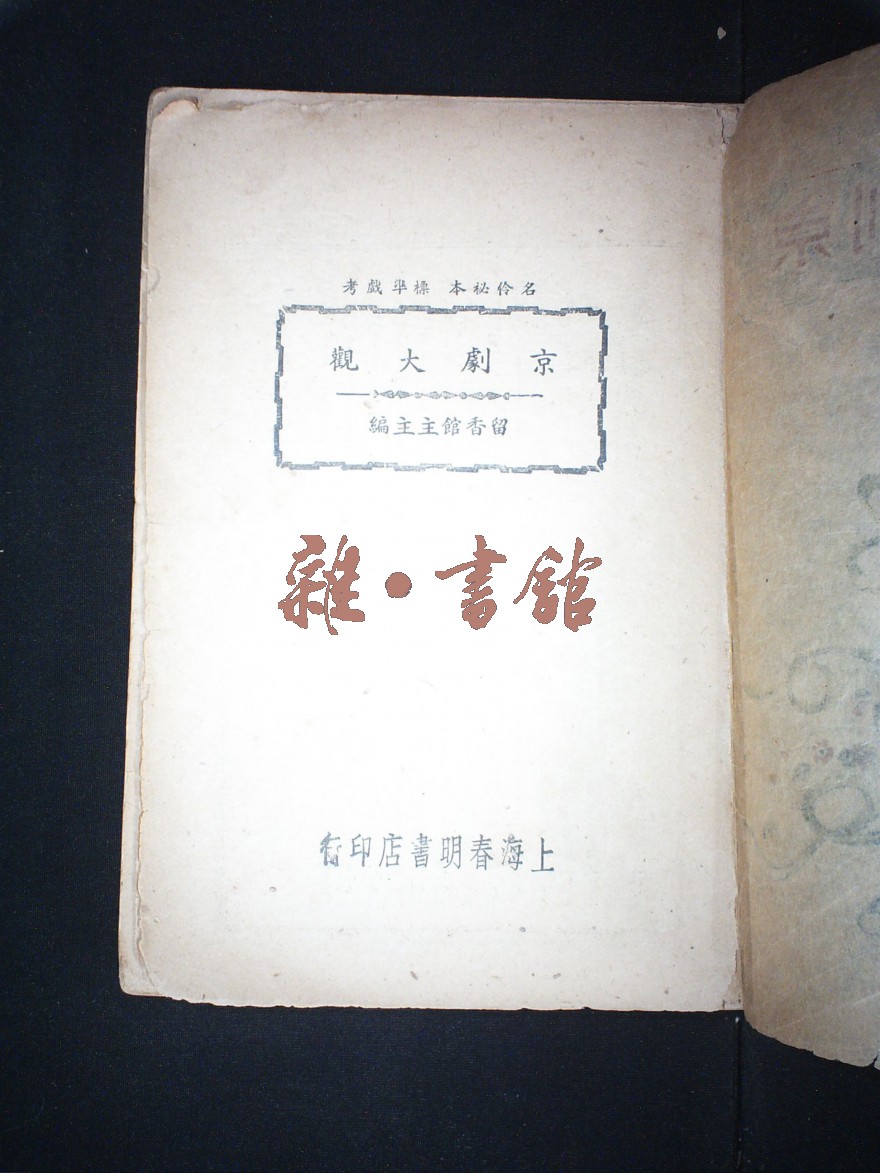 名伶祕本 標準戲考
京劇大觀
留香館主主編
雜·書館
上海春明書店印行